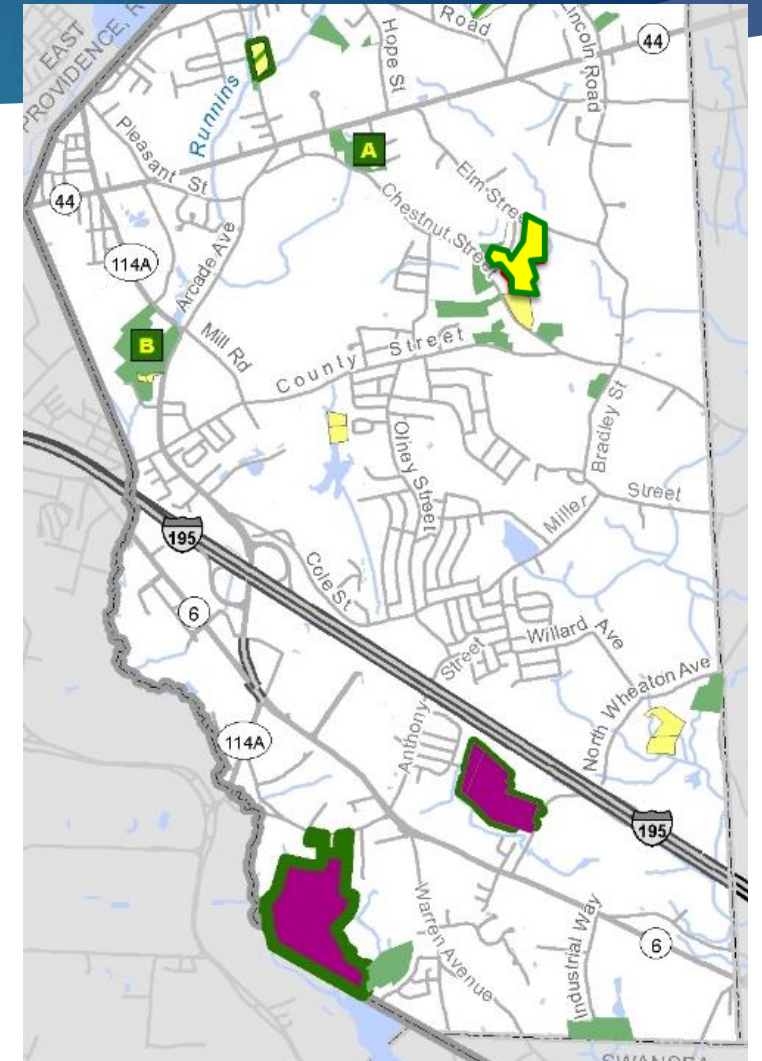 Road
Hope St
Lincoln Road
44
EAST
PROVIDENCE, R
Runnins
A
Pleasant St
Elm Street
44
Chestnut Street
114A
Arcade Ave
B
Mill Rd
County Street
Bradley St
Olney Street
Street
Miller
195
Cole St
6
Willard Ave
Street
North Wheaton Ave
114A
Anthony
195
Warren Avenue
Industrial Way
6